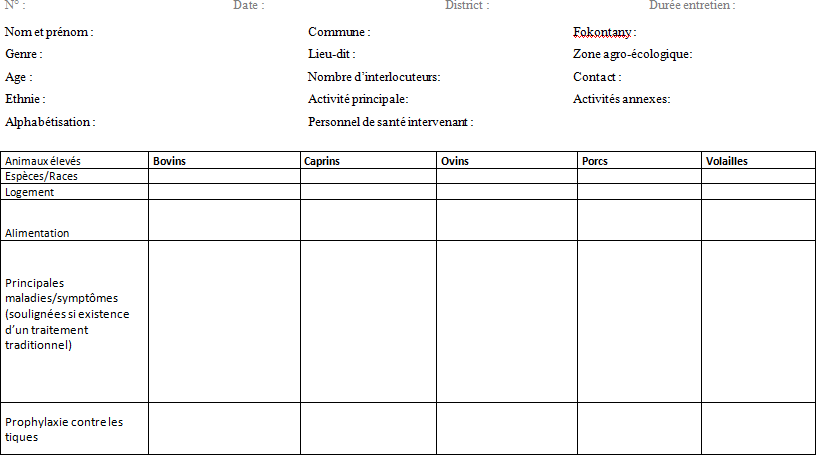 N° : Date : District : Durée entretien :
Nom et prénom : Commune : Fokontany :
Genre : Lieu-dit : Zone agro-écologique:
Age : Nombre d’interlocuteurs: Contact :
Ethnie : Activité principale: Activités annexes:
Alphabétisation : Personnel de santé intervenant :
Animaux élevés Bovins Caprins Ovins Porcs Volailles
Espèces/Races
Logement
Alimentation
Principales
maladies/symptômes
(soulignées si existence
d’un traitement
traditionnel)
Prophylaxie contre les
tiques